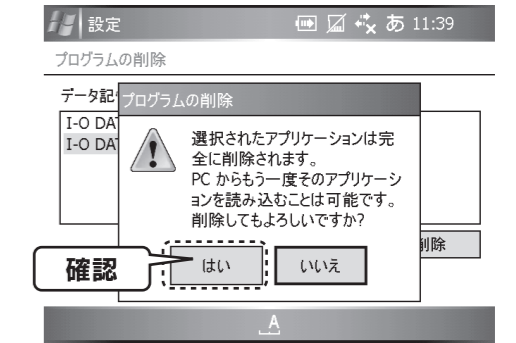 設定 あ 11:39
プログラムの削除
データ記
プログラムの削除
I-O DA
I-O DA
選択されたアプリケーションは完
全に削除されます。
PC からもう一度そのアプリケーシ
ョンを読み込むことは可能です。
削除してもよろしいですか?
削除
確認
はい
いいえ
A